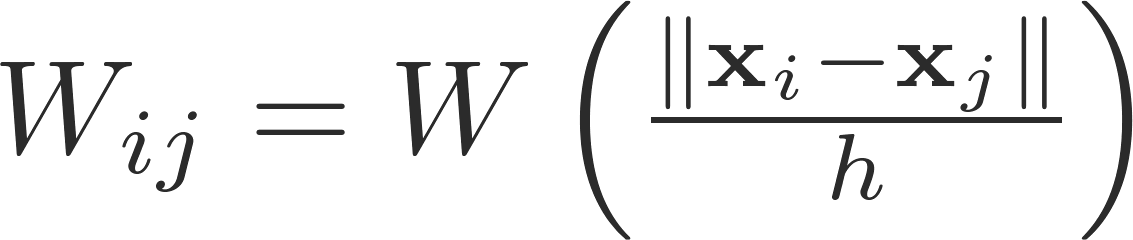 W_{ij} = W \left( \frac{\|\mathbf{x}_i - \mathbf{x}_j\|}{h} \right)